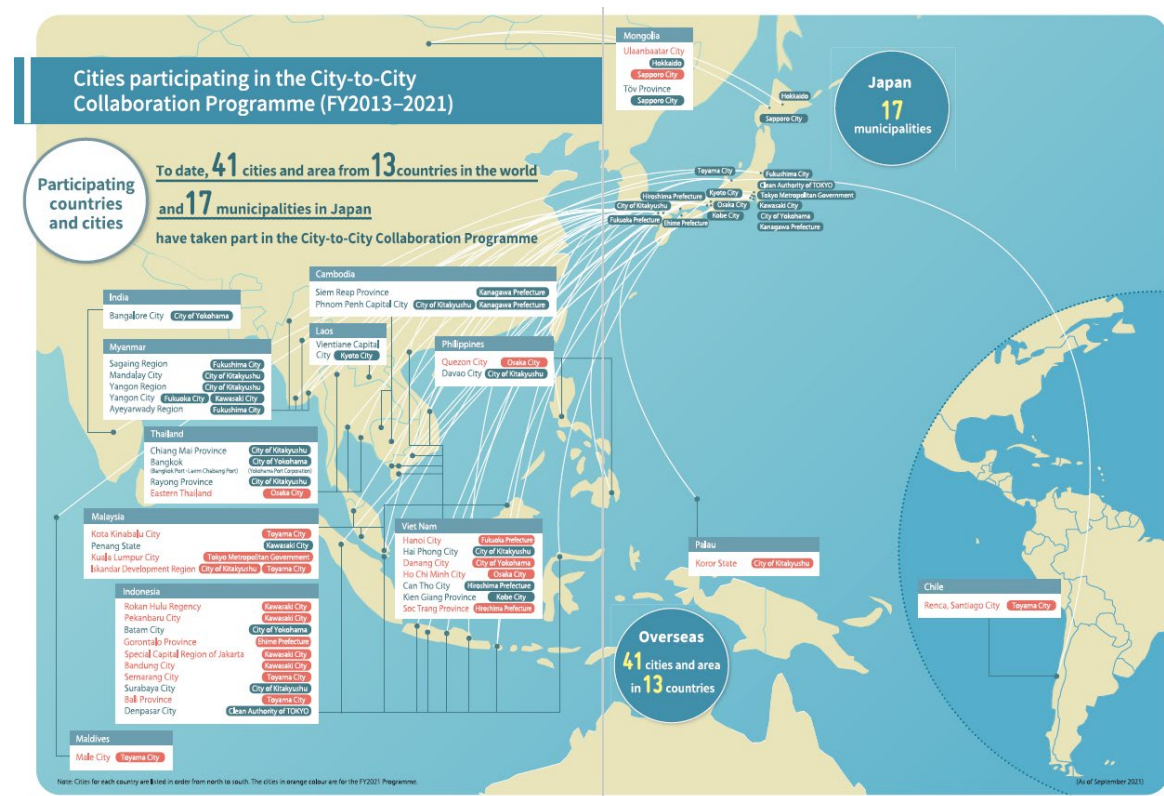 Cities participating in the City-to-City
Collaboration Programme (FY2013–2021)
Participating
countries
and cities
To date, 41 cities and area from 13 countries in the world
and 17 municipalities in Japan
have taken part in the City-to-City Collaboration Programme
Mongolia
Ulaanbaatar City
Hokkaido
Sapporo City
Töv Province
Sapporo City
Japan
17
municipalities
Hokkaido
Sapporo City
Toyama City
Fukushima City
Clean Authority of TOKYO
Hiroshima Prefecture
Kyoto City
Tokyo Metropolitan Government
City of Kitakyushu
Osaka City
Kawasaki City
Fukuoka Prefecture
Ehime Prefecture
Kobe City
City of Yokohama
Kanagawa Prefecture
India
Bangalore City City of Yokohama
Cambodia
Siem Reap Province Kanagawa Prefecture
Phnom Penh Capital City City of Kitakyushu Kanagawa Prefecture
Laos
Vientiane Capital
City Kyoto City
Philippines
Quezon City Osaka City
Davao City City of Kitakyushu
Myanmar
Sagaing Region Fukushima City
Mandalay City City of Kitakyushu
Yangon Region City of Kitakyushu
Yangon City Fukuoka City Kawasaki City
Ayeyarwady Region Fukushima City
Thailand
Chiang Mai Province City of Kitakyushu
Bangkok City of Yokohama
(Bangkok Port · Laem Chabang Port) (Yokohama Port Corporation)
Rayong Province City of Kitakyushu
Eastern Thailand Osaka City
Malaysia
Kota Kinabalu City Toyama City
Penang State Kawasaki City
Kuala Lumpur City Tokyo Metropolitan Government
Iskandar Development Region City of Kitakyushu Toyama City
Viet Nam
Hanoi City Fukuoka Prefecture
Hai Phong City City of Kitakyushu
Danang City City of Yokohama
Ho Chi Minh City Osaka City
Can Tho City Hiroshima Prefecture
Kien Giang Province Kobe City
Soc Trang Province Hiroshima Prefecture
Indonesia
Rokan Hulu Regency Kawasaki City
Pekanbaru City Kawasaki City
Batam City City of Yokohama
Gorontalo Province Ehime Prefecture
Special Capital Region of Jakarta Kawasaki City
Bandung City Kawasaki City
Semarang City Toyama City
Surabaya City City of Kitakyushu
Bali Province Toyama City
Denpasar City Clean Authority of TOKYO
Palau
Koror State City of Kitakyushu
Chile
Renca, Santiago City Toyama City
Overseas
41 cities and area
in 13 countries
Maldives
Male City Toyama City
Note: Cities for each country are listed in order from north to south. The cities in orange colour are for the FY2021 Programme.
(As of September 2021)